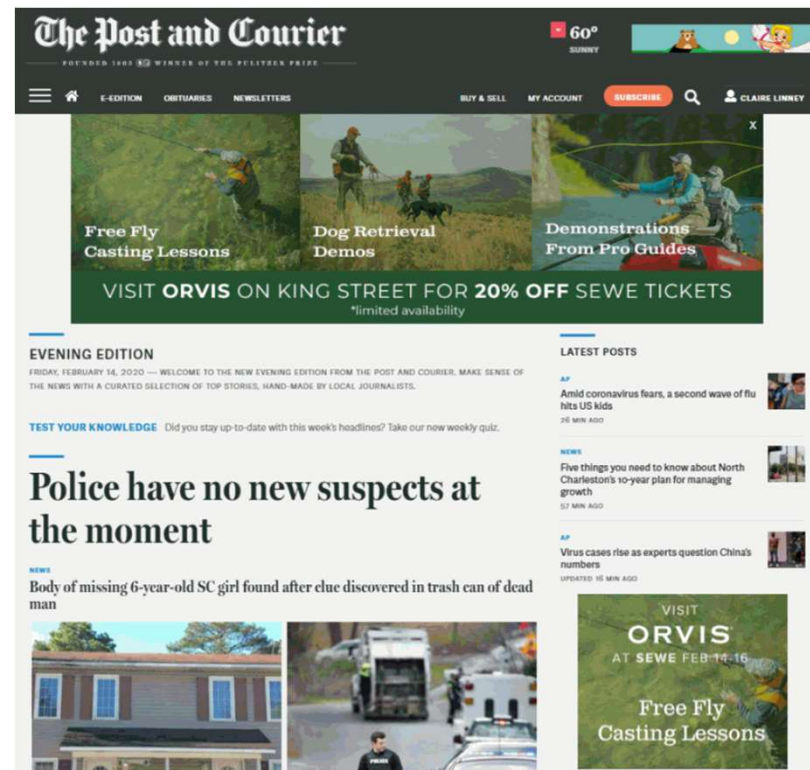 The Post and Courier
FOUNDED 1803 WINNER OF THE PULITZER PRIZE
60°
SUNNY
E-EDITION
OBITUARIES
NEWSLETTERS
BUY & SELL
MY ACCOUNT
SUBSCRIBE
CLAIRE LINNEY
X
Free Fly
Casting Lessons
Dog Retrieval
Demos
Demonstrations
From Pro Guides
VISIT ORVIS ON KING STREET FOR 20% OFF SEWE TICKETS
*limited availability
EVENING EDITION
FRIDAY, FEBRUARY 14, 2020 — WELCOME TO THE NEW EVENING EDITION FROM THE POST AND COURIER. MAKE SENSE OF
THE NEWS WITH A CURATED SELECTION OF TOP STORIES, HAND-MADE BY LOCAL JOURNALISTS.
TEST YOUR KNOWLEDGE Did you stay up-to-date with this week's headlines? Take our new weekly quiz.
Police have no new suspects at
the moment
NEWS
Body of missing 6-year-old SC girl found after clue discovered in trash can of dead
man
POLICE
LATEST POSTS
AP
Amid coronavirus fears, a second wave of flu
hits US kids
26 MIN AGO
NEWS
Five things you need to know about North
Charleston's 10-year plan for managing
growth
57 MIN AGO
AP
Virus cases rise as experts question China's
numbers
UPDATED 16 MIN AGO
VISIT
ORVIS
AT SEWE FEB 14-16
Free Fly
Casting Lessons